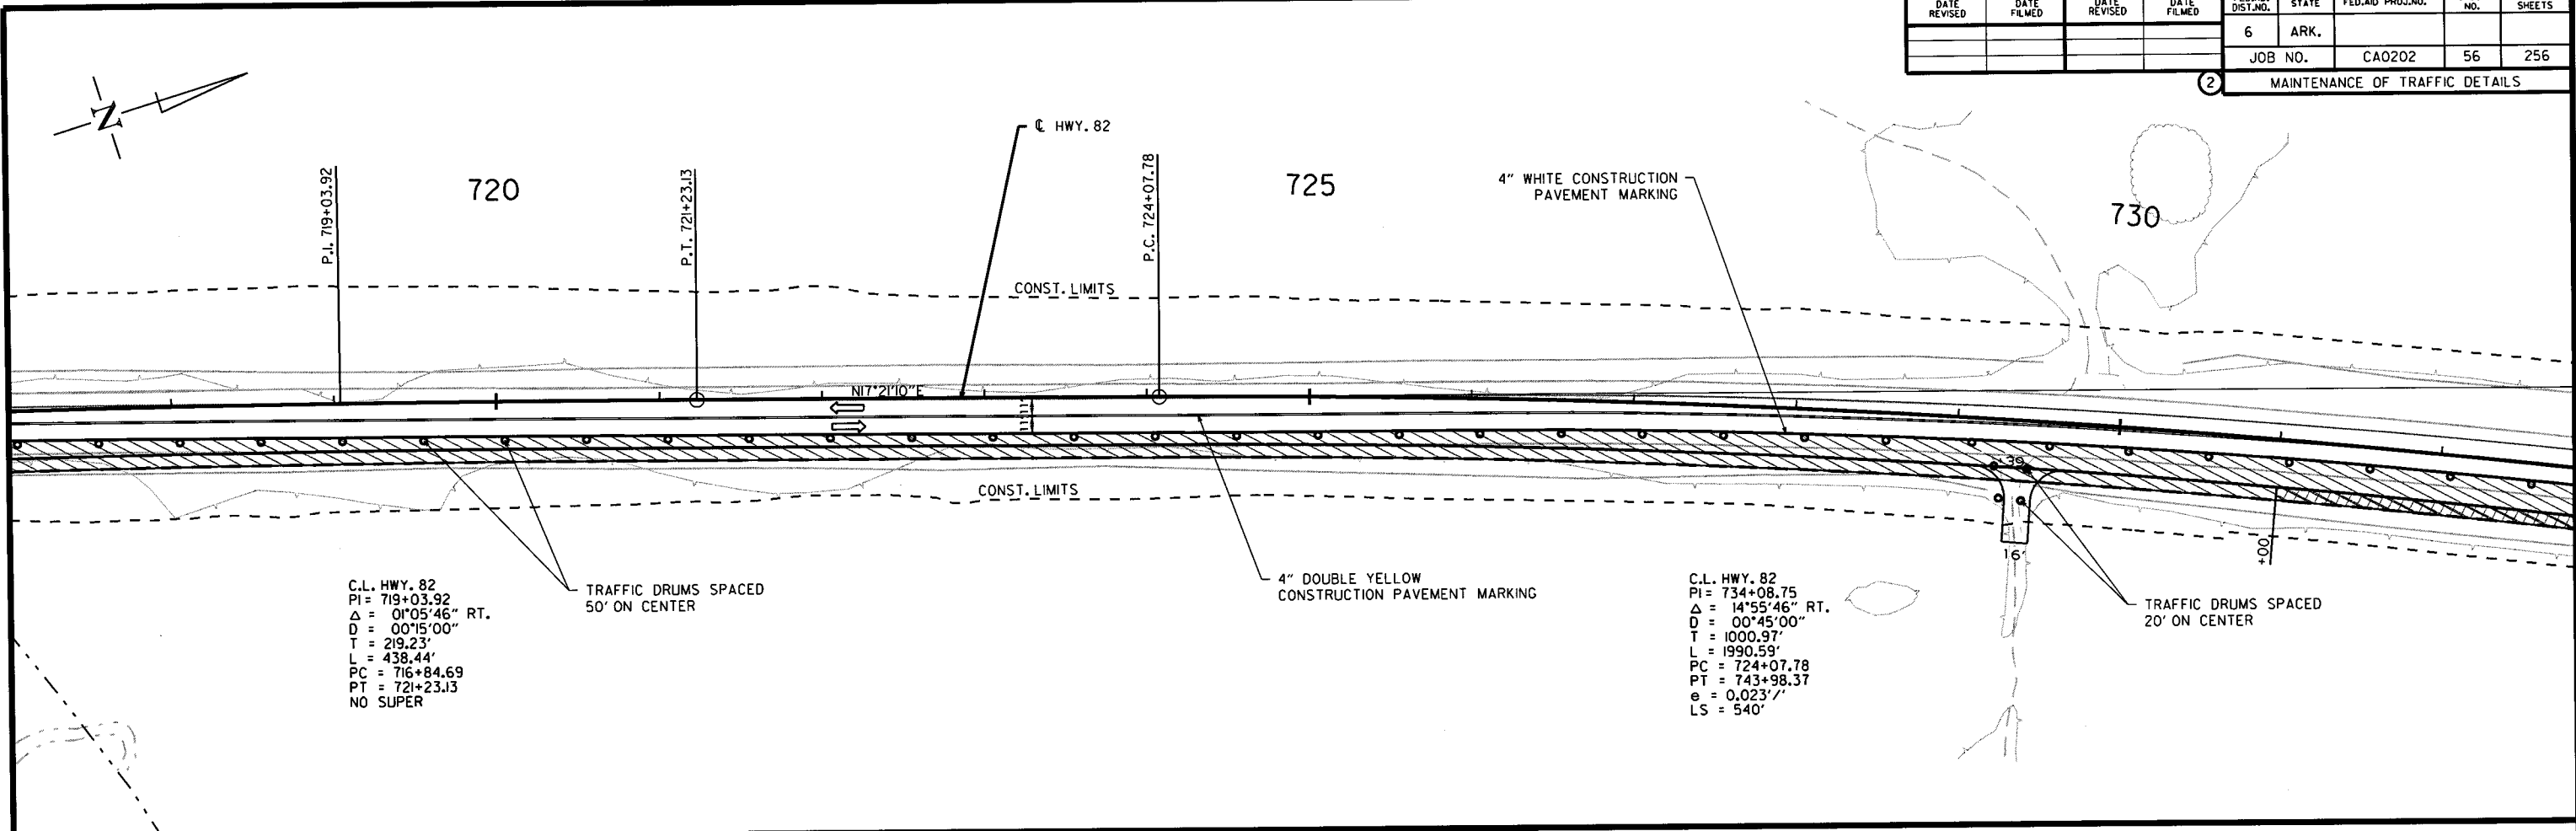 DATE REVISED
DATE FILMED
DATE REVISED
DATE FILMED
DIST.NO.
STATE
FED.AID PROJ.NO.
NO.
SHEETS
6
ARK.
JOB NO.
CA0202
56
256
2
MAINTENANCE OF TRAFFIC DETAILS
N
℄ HWY. 82
P.I. 719+03.92
720
P.T. 721+23.13
P.C. 724+07.78
725
4" WHITE CONSTRUCTION
PAVEMENT MARKING
730
CONST. LIMITS
N17°21'10"E
11'
11'
CONST. LIMITS
+39
16'
+00
TRAFFIC DRUMS SPACED
50' ON CENTER
4" DOUBLE YELLOW
CONSTRUCTION PAVEMENT MARKING
TRAFFIC DRUMS SPACED
20' ON CENTER
C.L. HWY. 82
PI = 719+03.92
Δ = 01°05'46" RT.
D = 00°15'00"
T = 219.23'
L = 438.44'
PC = 716+84.69
PT = 721+23.13
NO SUPER
C.L. HWY. 82
PI = 734+08.75
Δ = 14°55'46" RT.
D = 00°45'00"
T = 1000.97'
L = 1990.59'
PC = 724+07.78
PT = 743+98.37
e = 0.023'/'
LS = 540'